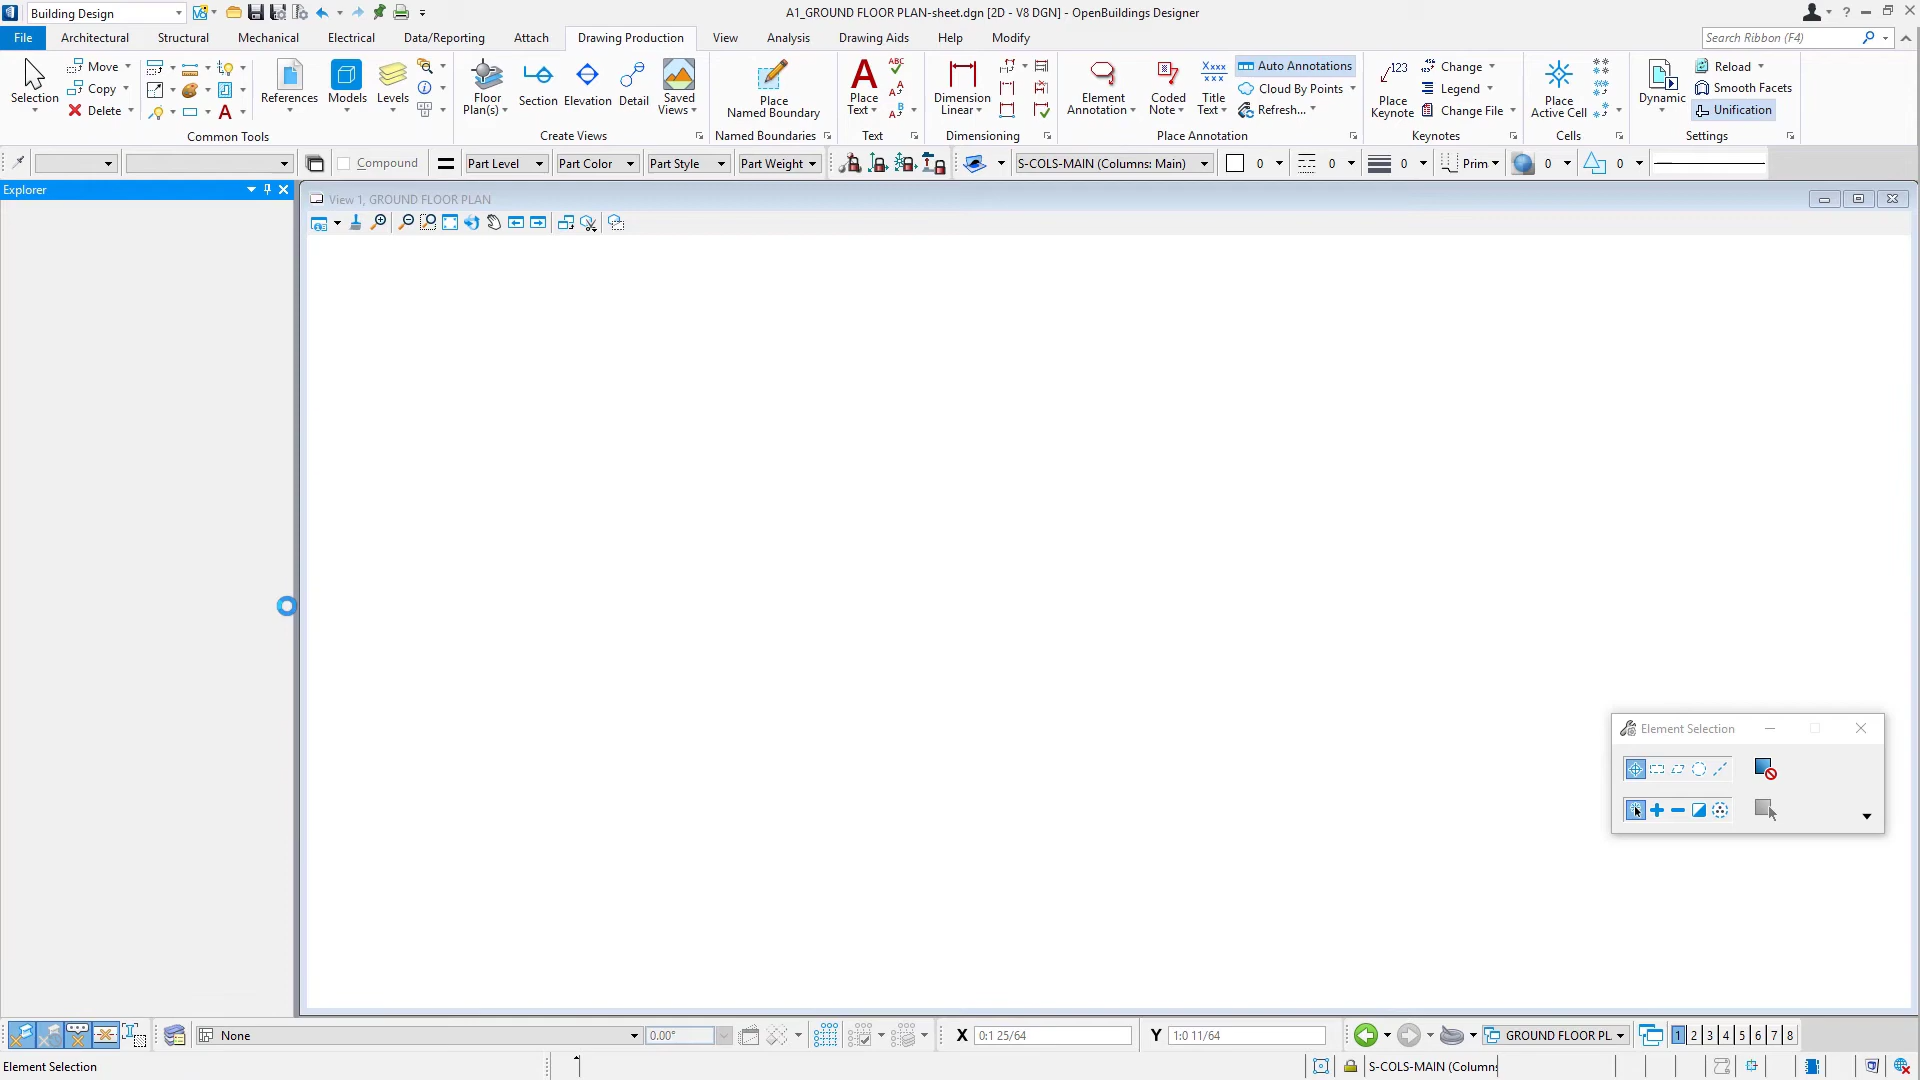 Building Design
A1_GROUND FLOOR PLAN-sheet.dgn [2D - V8 DGN] - OpenBuildings Designer
File Architectural Structural Mechanical Electrical Data/Reporting Attach Drawing Production View Analysis Drawing Aids Help Modify
Search Ribbon (F4)
Selection
Move
Copy
Delete
Common Tools
References
Models
Levels
Floor Plan(s)
Section
Elevation
Detail
Saved Views
Create Views
Place Named Boundary
Named Boundaries
Place Text
Text
Dimension Linear
Dimensioning
Element Annotation
Coded Note
Title Text
Auto Annotations
Cloud By Points
Refresh...
Place Annotation
Place Keynote
Change
Legend
Change File
Keynotes
Place Active Cell
Cells
Dynamic
Reload
Smooth Facets
Unification
Settings
Compound
Part Level
Part Color
Part Style
Part Weight
S-COLS-MAIN (Columns: Main)
0
0
0
Prim
0
0
Explorer
View 1, GROUND FLOOR PLAN
Element Selection
None
0.00°
X 0:1 25/64
Y 1:0 11/64
GROUND FLOOR PL
1 2 3 4 5 6 7 8
Element Selection
S-COLS-MAIN (Column